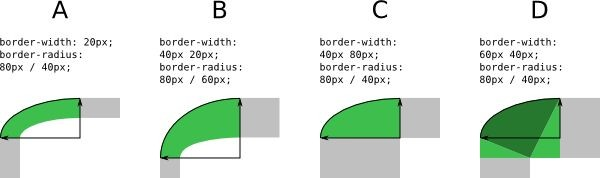 A
border-width: 20px;
border-radius:
80px / 40px;
B
border-width:
40px 20px;
border-radius:
80px / 60px;
C
border-width:
40px 80px;
border-radius:
80px / 40px;
D
border-width:
60px 40px;
border-radius:
80px / 40px;